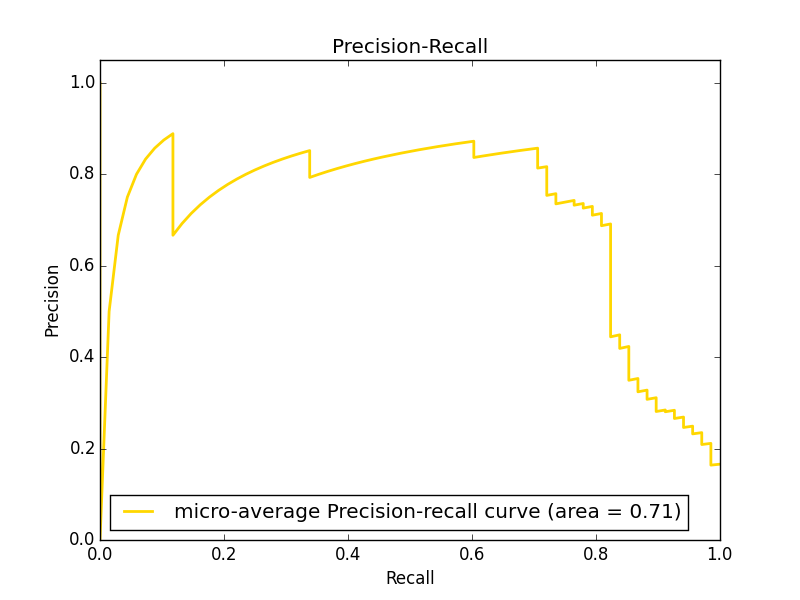 Precision-Recall
1.0
0.8
0.6
0.4
0.2
0.0
Precision
micro-average Precision-recall curve (area = 0.71)
0.0 0.2 0.4 0.6 0.8 1.0
Recall